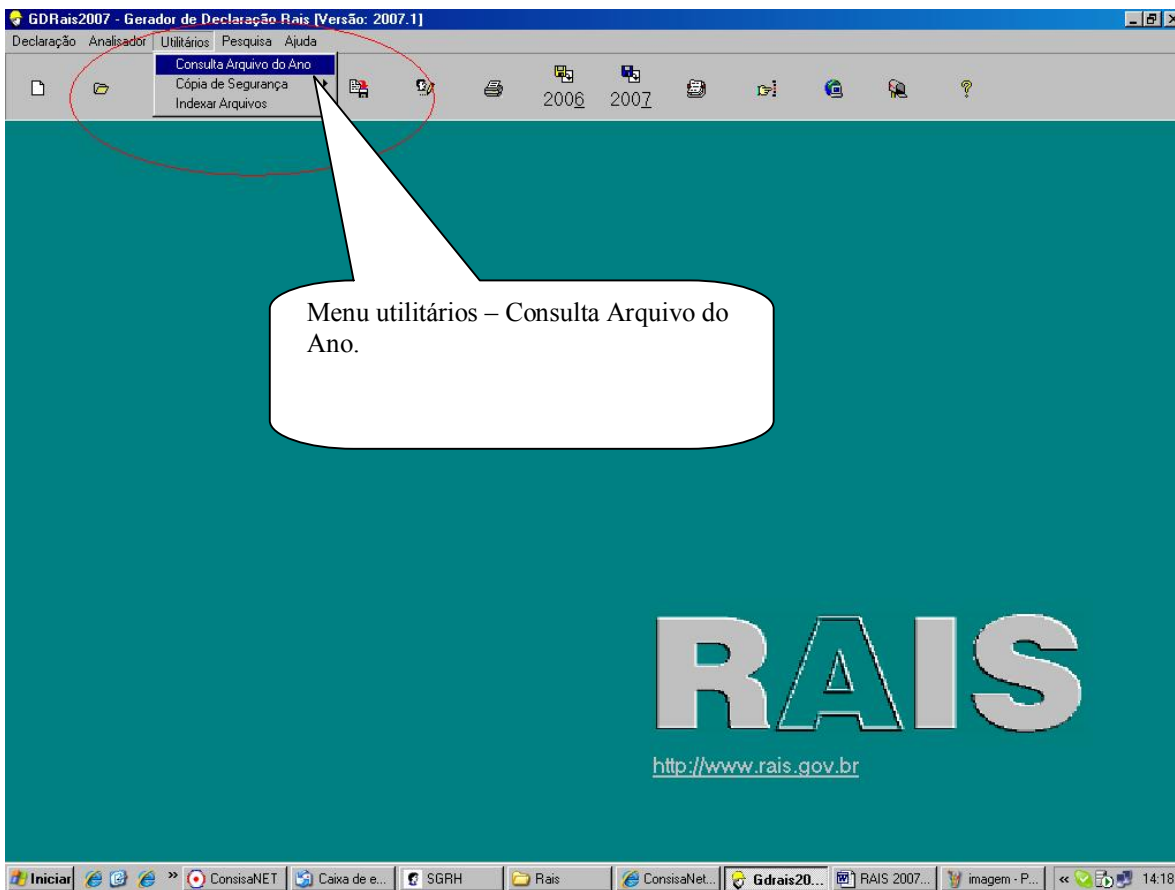 GDRais2007 - Gerador de Declaração Rais [Versão: 2007.1]
Declaração Analisador Utilitários Pesquisa Ajuda
Consulta Arquivo do Ano
Cópia de Segurança
Indexar Arquivos
2006 2007
Menu utilitários – Consulta Arquivo do
Ano.
RAIS
http://www.rais.gov.br
Iniciar » ConsisaNET Caixa de e... SGRH Rais ConsisaNet... Gdrais20... RAIS 2007... imagem - P... « 14:18